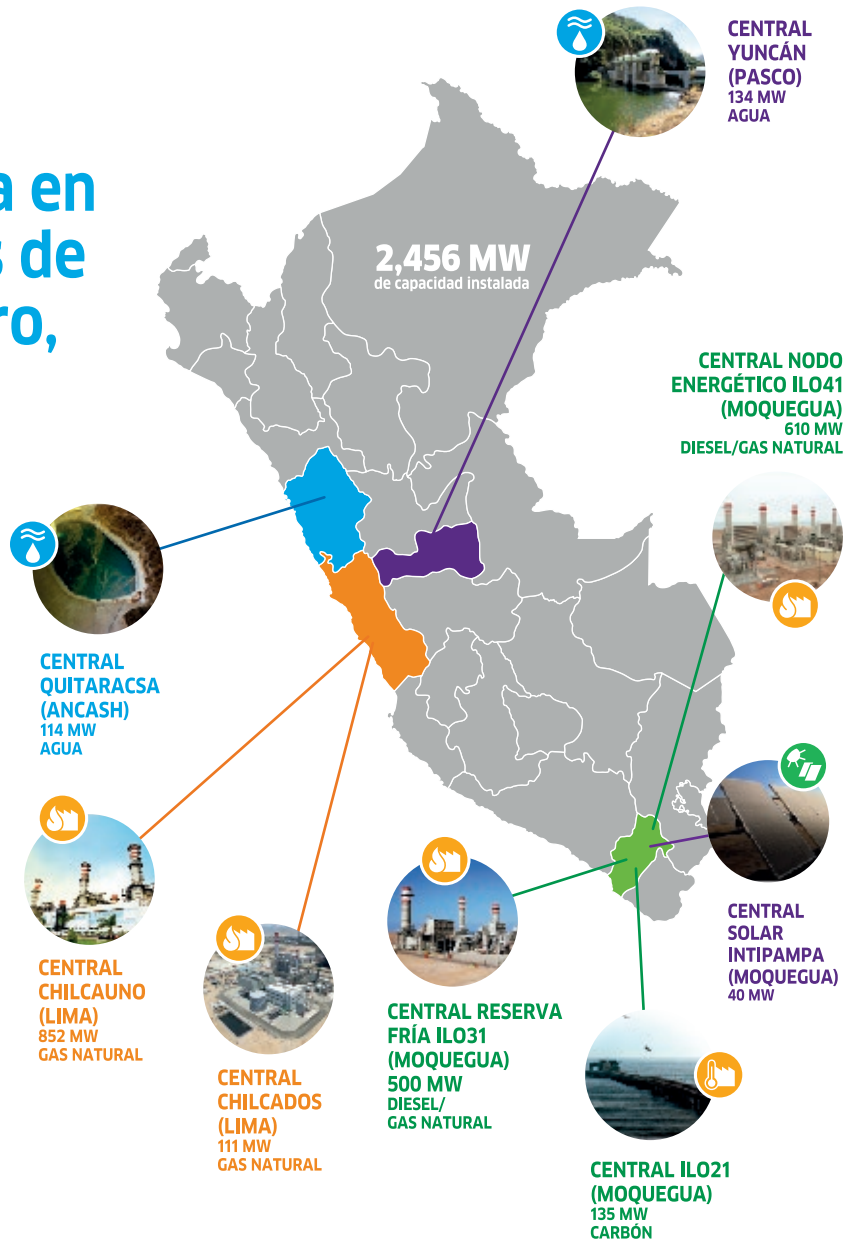 CENTRAL
YUNCÁN
(PASCO)
134 MW
AGUA
a en
s de
ro,
2,456 MW
de capacidad instalada
CENTRAL NODO
ENERGÉTICO ILO41
(MOQUEGUA)
610 MW
DIESEL/GAS NATURAL
CENTRAL
QUITARACSA
(ANCASH)
114 MW
AGUA
CENTRAL
CHILCAUNO
(LIMA)
852 MW
GAS NATURAL
CENTRAL
CHILCADOS
(LIMA)
111 MW
GAS NATURAL
CENTRAL RESERVA
FRÍA ILO31
(MOQUEGUA)
500 MW
DIESEL/
GAS NATURAL
CENTRAL
SOLAR
INTIPAMPA
(MOQUEGUA)
40 MW
CENTRAL ILO21
(MOQUEGUA)
135 MW
CARBÓN